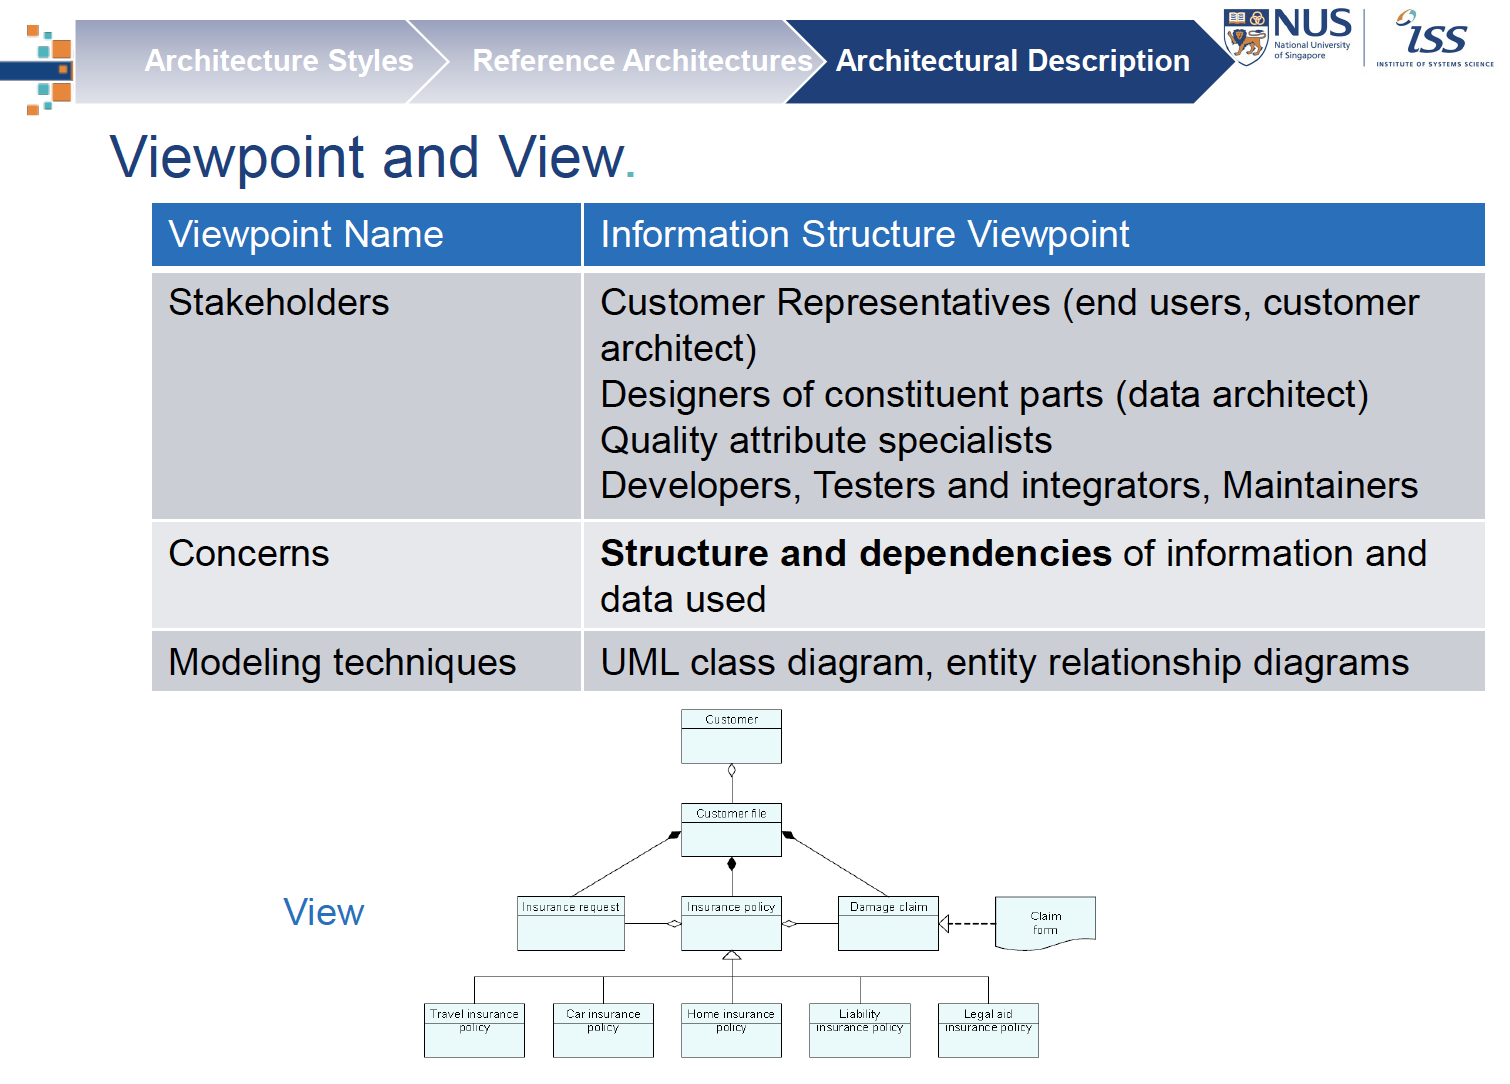 Architecture Styles
Reference Architectures
Architectural Description
NUS
National University
of Singapore
iSS
INSTITUTE OF SYSTEMS SCIENCE
Viewpoint and View.
Viewpoint Name
Information Structure Viewpoint
Stakeholders
Customer Representatives (end users, customer
architect)
Designers of constituent parts (data architect)
Quality attribute specialists
Developers, Testers and integrators, Maintainers
Concerns
Structure and dependencies of information and
data used
Modeling techniques
UML class diagram, entity relationship diagrams
Customer
Customer file
View
Insurance request
Insurance policy
Damage claim
Claim
form
Travel insurance
policy
Car insurance
policy
Home insurance
policy
Liability
insurance policy
Legal aid
insurance policy